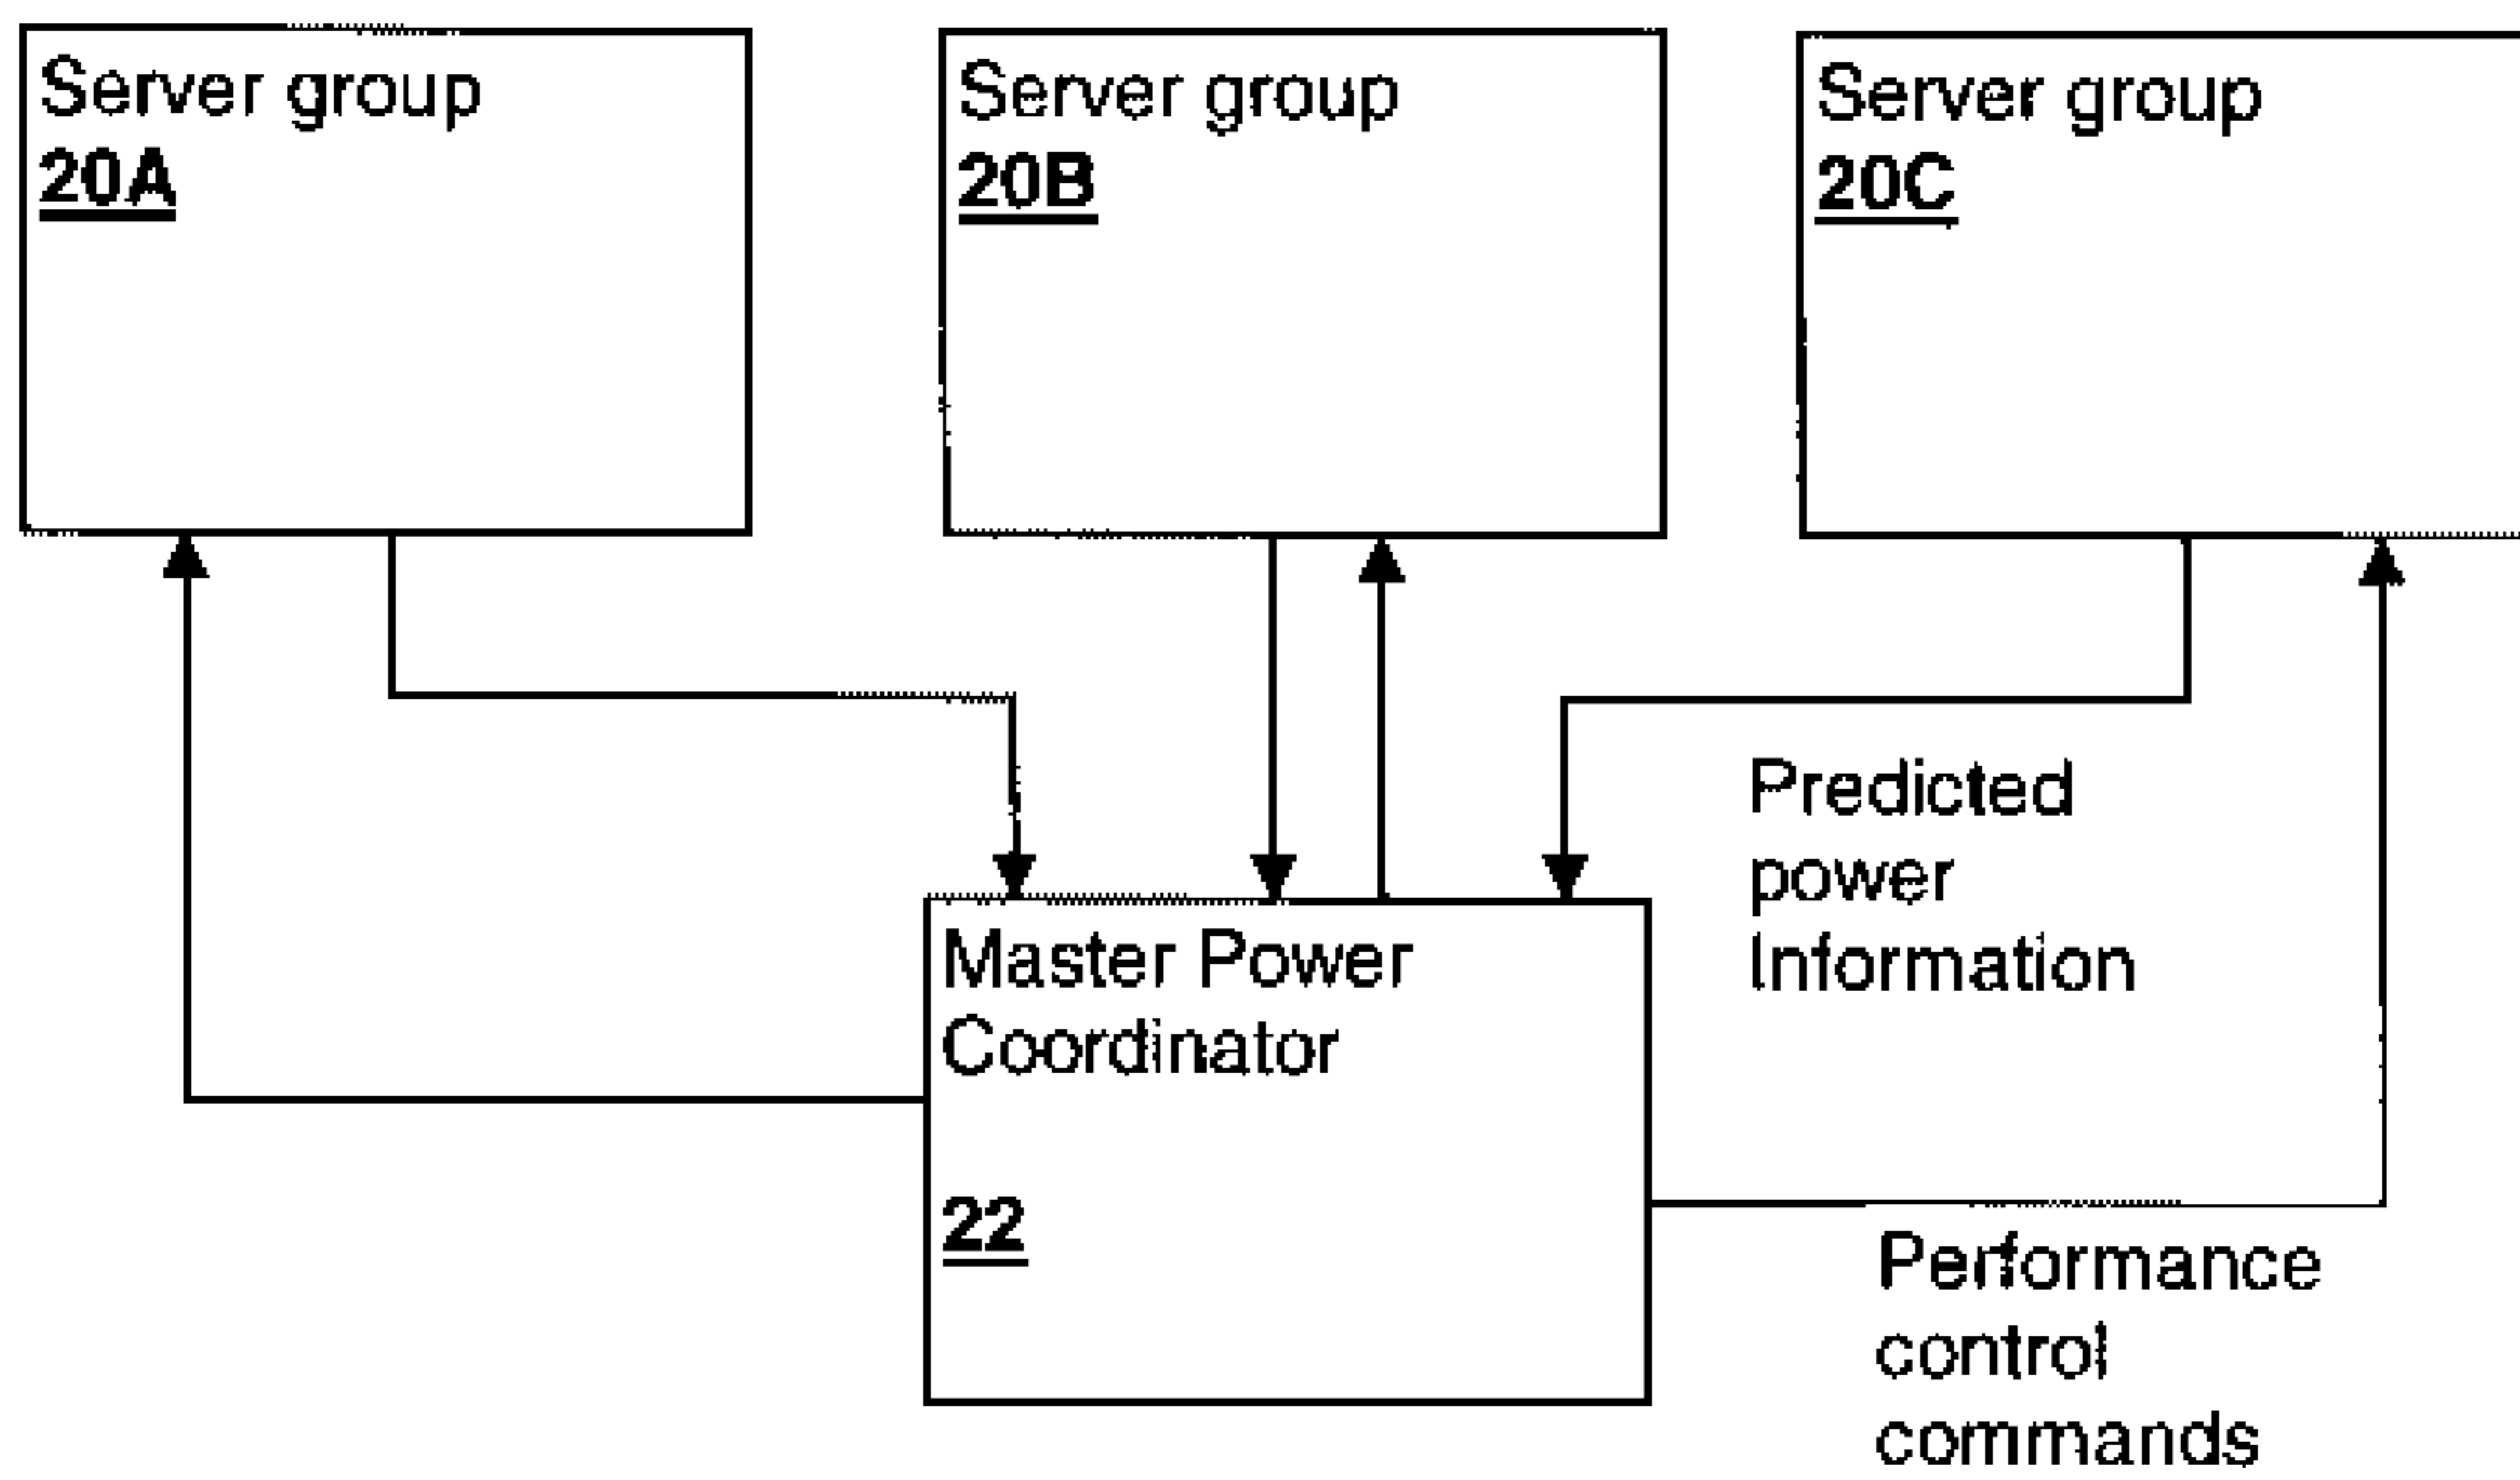 Server group
20A
Server group
20B
Server group
20C
Predicted
power
Information
Master Power
Coordinator
22
Performance
control
commands